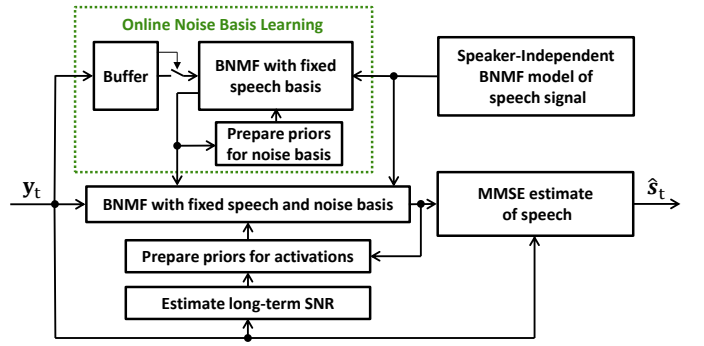 Online Noise Basis Learning
Buffer
BNMF with fixed
speech basis
Speaker-Independent
BNMF model of
speech signal
Prepare priors
for noise basis
y_t
BNMF with fixed speech and noise basis
MMSE estimate
of speech
ŝ_t
Prepare priors for activations
Estimate long-term SNR